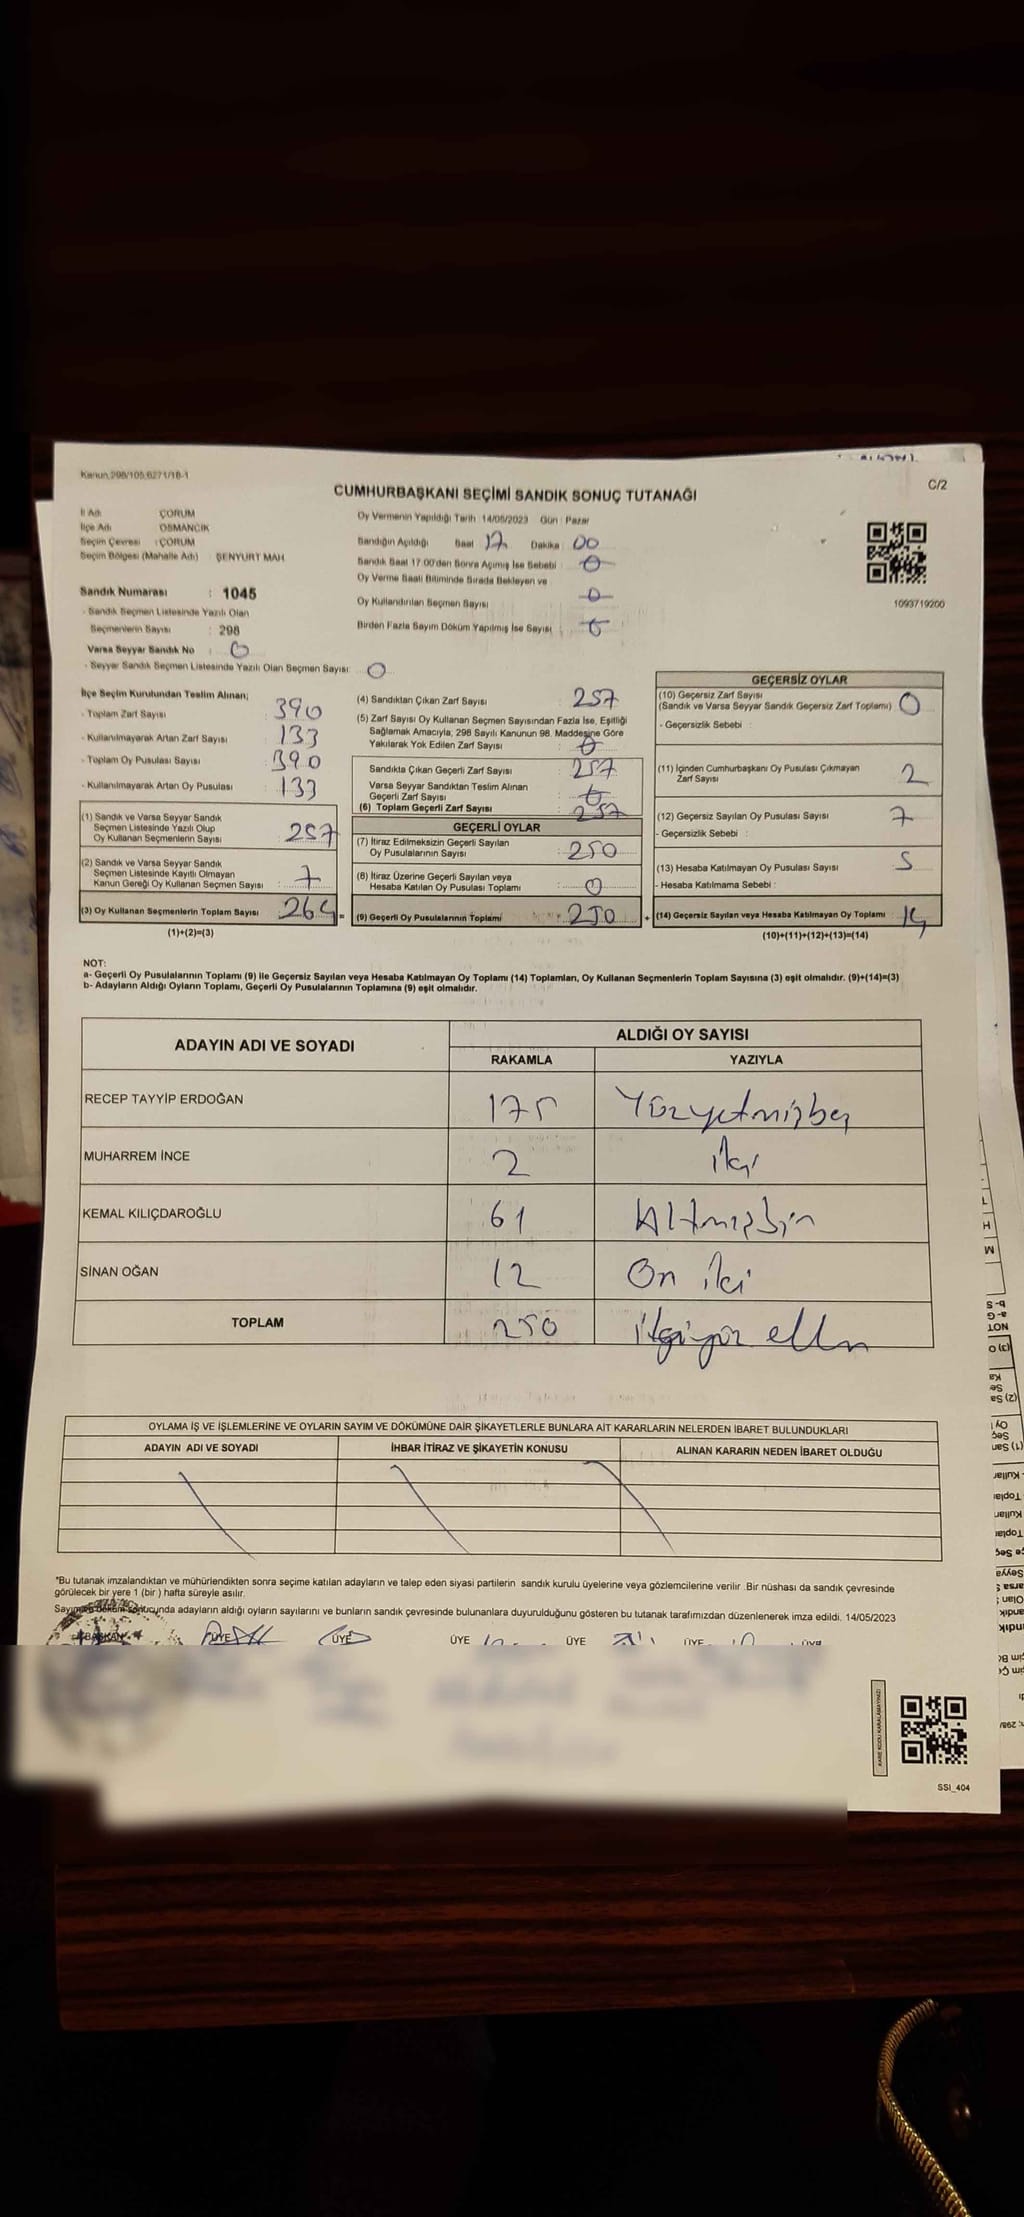 Kanun 298/105,6271/18-1
C/2
CUMHURBAŞKANI SEÇİMİ SANDIK SONUÇ TUTANAĞI
İl Adı ÇORUM
İlçe Adı OSMANCIK
Seçim Çevresi : ÇORUM
Seçim Bölgesi (Mahalle Adı) ŞENYURT MAH
Sandık Numarası : 1045
- Sandık Seçmen Listesinde Yazılı Olan
Seçmenlerin Sayısı : 298
Varsa Seyyar Sandık No : 0
- Seyyar Sandık Seçmen Listesinde Yazılı Olan Seçmen Sayısı: 0
Oy Vermenin Yapıldığı Tarih 14/05/2023 Gün : Pazar
Sandığın Açıldığı Saat 17 Dakika 00
Sandık Saat 17.00'den Sonra Açılmış İse Sebebi : 0
Oy Verme Saati Bitiminde Sırada Bekleyen ve
Oy Kullandırılan Seçmen Sayısı 0
Birden Fazla Sayım Döküm Yapılmış İse Sayısı 0
1093719200
İlçe Seçim Kurulundan Teslim Alınan;
- Toplam Zarf Sayısı : 390
- Kullanılmayarak Artan Zarf Sayısı : 133
- Toplam Oy Pusulası Sayısı : 390
- Kullanılmayarak Artan Oy Pusulası : 133
(1) Sandık ve Varsa Seyyar Sandık
Seçmen Listesinde Yazılı Olup
Oy Kullanan Seçmenlerin Sayısı : 257
(2) Sandık ve Varsa Seyyar Sandık
Seçmen Listesinde Kayıtlı Olmayan
Kanun Gereği Oy Kullanan Seçmen Sayısı : 7
(3) Oy Kullanan Seçmenlerin Toplam Sayısı : 264 =
(1)+(2)=(3)
(4) Sandıktan Çıkan Zarf Sayısı : 257
(5) Zarf Sayısı Oy Kullanan Seçmen Sayısından Fazla İse, Eşitliği
Sağlamak Amacıyla, 298 Sayılı Kanunun 98. Maddesine Göre
Yakılarak Yok Edilen Zarf Sayısı : 0
Sandıkta Çıkan Geçerli Zarf Sayısı : 257
Varsa Seyyar Sandıktan Teslim Alınan
Geçerli Zarf Sayısı : 0
(6) Toplam Geçerli Zarf Sayısı : 257
GEÇERLİ OYLAR
(7) İtiraz Edilmeksizin Geçerli Sayılan
Oy Pusulalarının Sayısı : 250
(8) İtiraz Üzerine Geçerli Sayılan veya
Hesaba Katılan Oy Pusulası Toplamı : 0
(9) Geçerli Oy Pusulalarının Toplamı : 250 +
GEÇERSİZ OYLAR
(10) Geçersiz Zarf Sayısı
(Sandık ve Varsa Seyyar Sandık Geçersiz Zarf Toplamı) : 0
- Geçersizlik Sebebi :
(11) İçinden Cumhurbaşkanı Oy Pusulası Çıkmayan
Zarf Sayısı : 2
(12) Geçersiz Sayılan Oy Pusulası Sayısı : 7
- Geçersizlik Sebebi :
(13) Hesaba Katılmayan Oy Pusulası Sayısı : 5
- Hesaba Katılmama Sebebi :
(14) Geçersiz Sayılan veya Hesaba Katılmayan Oy Toplamı : 14
(10)+(11)+(12)+(13)=(14)
NOT:
a- Geçerli Oy Pusulalarının Toplamı (9) ile Geçersiz Sayılan veya Hesaba Katılmayan Oy Toplamı (14) Toplamları, Oy Kullanan Seçmenlerin Toplam Sayısına (3) eşit olmalıdır. (9)+(14)=(3)
b- Adayların Aldığı Oyların Toplamı, Geçerli Oy Pusulalarının Toplamına (9) eşit olmalıdır.
ADAYIN ADI VE SOYADI ALDIĞI OY SAYISI
RAKAMLA YAZIYLA
RECEP TAYYİP ERDOĞAN 175 Yüzyetmişbeş
MUHARREM İNCE 2 iki
KEMAL KILIÇDAROĞLU 61 Altmışbir
SİNAN OĞAN 12 On iki
TOPLAM 250 ikiyüz elli
OYLAMA İŞ VE İŞLEMLERİNE VE OYLARIN SAYIM VE DÖKÜMÜNE DAİR ŞİKAYETLERLE BUNLARA AİT KARARLARIN NELERDEN İBARET BULUNDUKLARI
ADAYIN ADI VE SOYADI İHBAR İTİRAZ VE ŞİKAYETİN KONUSU ALINAN KARARIN NEDEN İBARET OLDUĞU
"Bu tutanak imzalandıktan ve mühürlendikten sonra seçime katılan adayların ve talep eden siyasi partilerin sandık kurulu üyelerine veya gözlemcilerine verilir .Bir nüshası da sandık çevresinde
görülecek bir yere 1 (bir ) hafta süreyle asılır.
Sayım ve döküm sonucunda adayların aldığı oyların sayılarını ve bunların sandık çevresinde bulunanlara duyurulduğunu gösteren bu tutanak tarafımızdan düzenlenerek imza edildi. 14/05/2023
BAŞKAN ÜYE ÜYE ÜYE ÜYE ÜYE ÜYE
KARE KODU KARALAMAYINIZ!
SSI_404